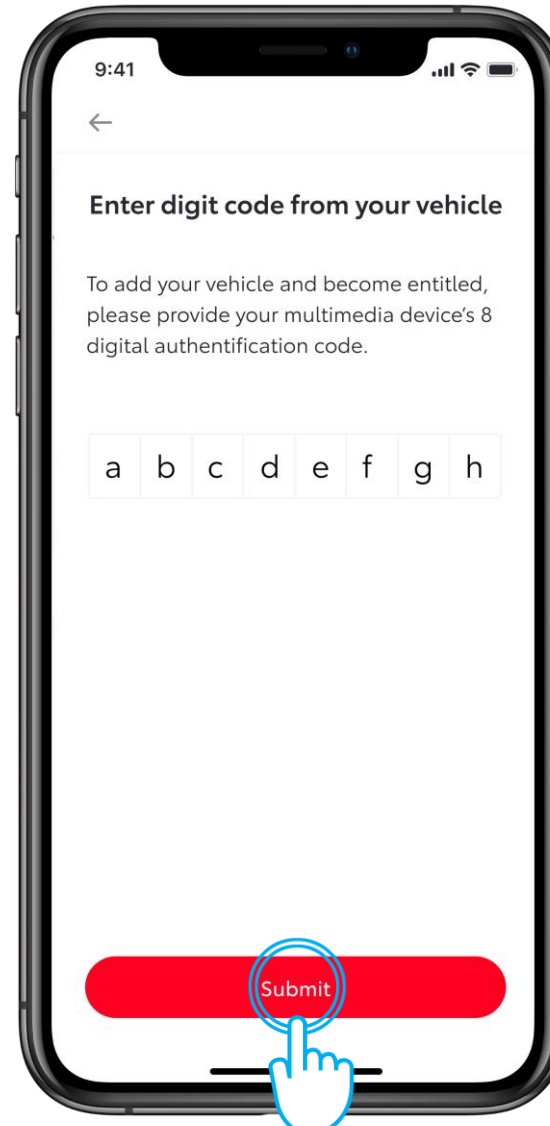 9:41
Enter digit code from your vehicle
To add your vehicle and become entitled,
please provide your multimedia device’s 8
digital authentification code.
a b c d e f g h
Submit